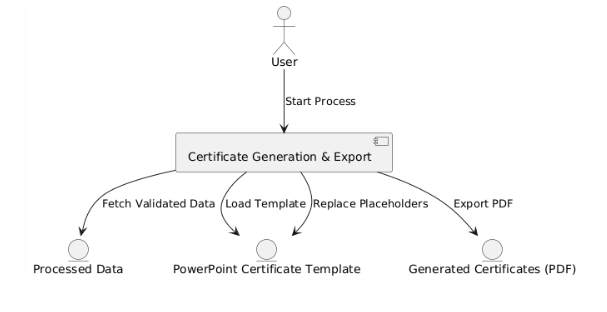 User
Start Process
Certificate Generation & Export
Fetch Validated Data
Load Template
Replace Placeholders
Export PDF
Processed Data
PowerPoint Certificate Template
Generated Certificates (PDF)